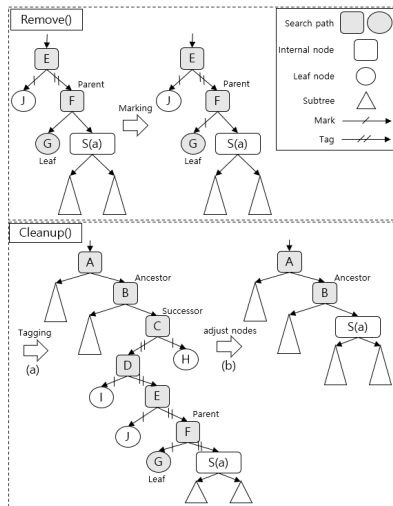 Remove()
Search path
Internal node
Leaf node
Subtree
Mark
Tag
E
J
Parent
F
G
Leaf
S(a)
Marking
E
J
Parent
F
G
Leaf
S(a)
Cleanup()
A
Ancestor
B
Successor
C
Tagging
(a)
D
H
I
E
J
Parent
F
G
Leaf
S(a)
adjust nodes
(b)
A
Ancestor
B
S(a)